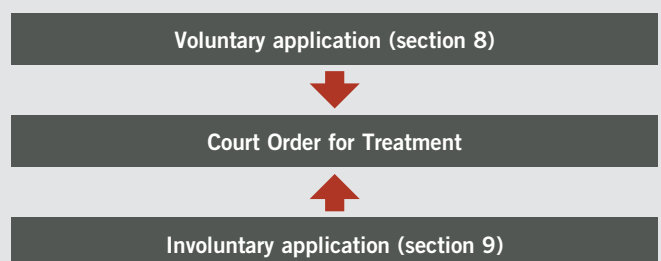 Voluntary application (section 8)
Court Order for Treatment
Involuntary application (section 9)